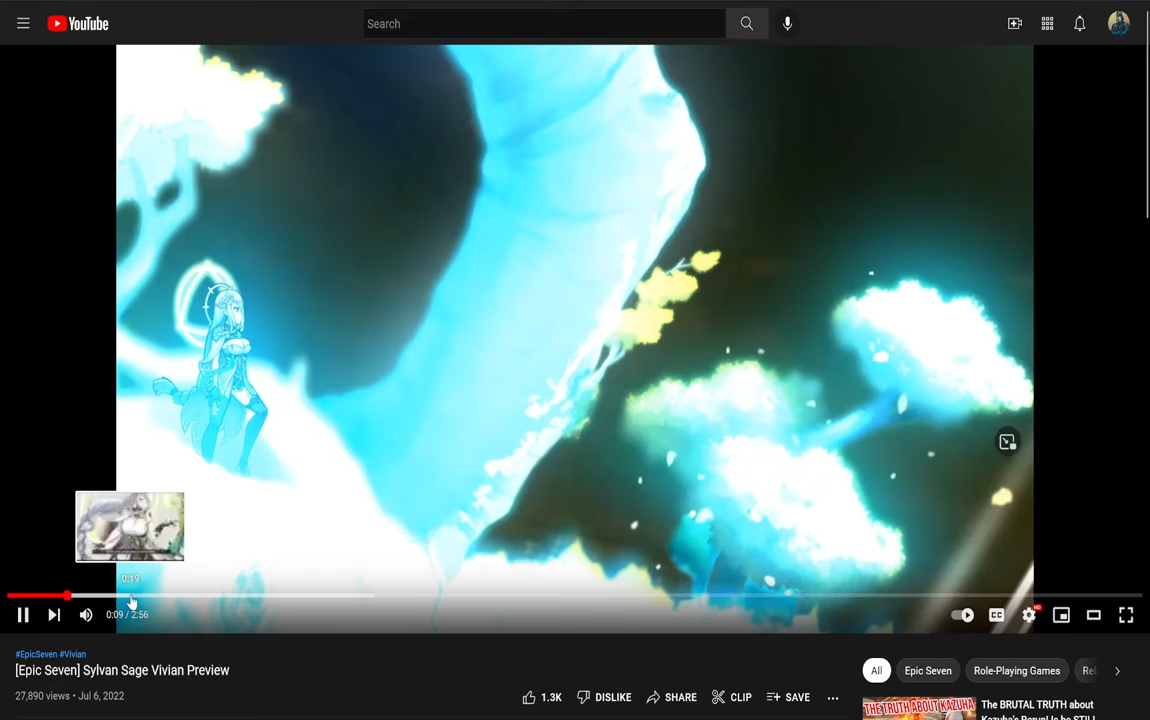 YouTube
Search
0:19
0:09 / 2:56
CC
HD
#EpicSeven #Vivian
[Epic Seven] Sylvan Sage Vivian Preview
27,890 views • Jul 6, 2022
1.3K
DISLIKE
SHARE
CLIP
SAVE
All
Epic Seven
Role-Playing Games
THE TRUTH ABOUT KAZUHA
The BRUTAL TRUTH about